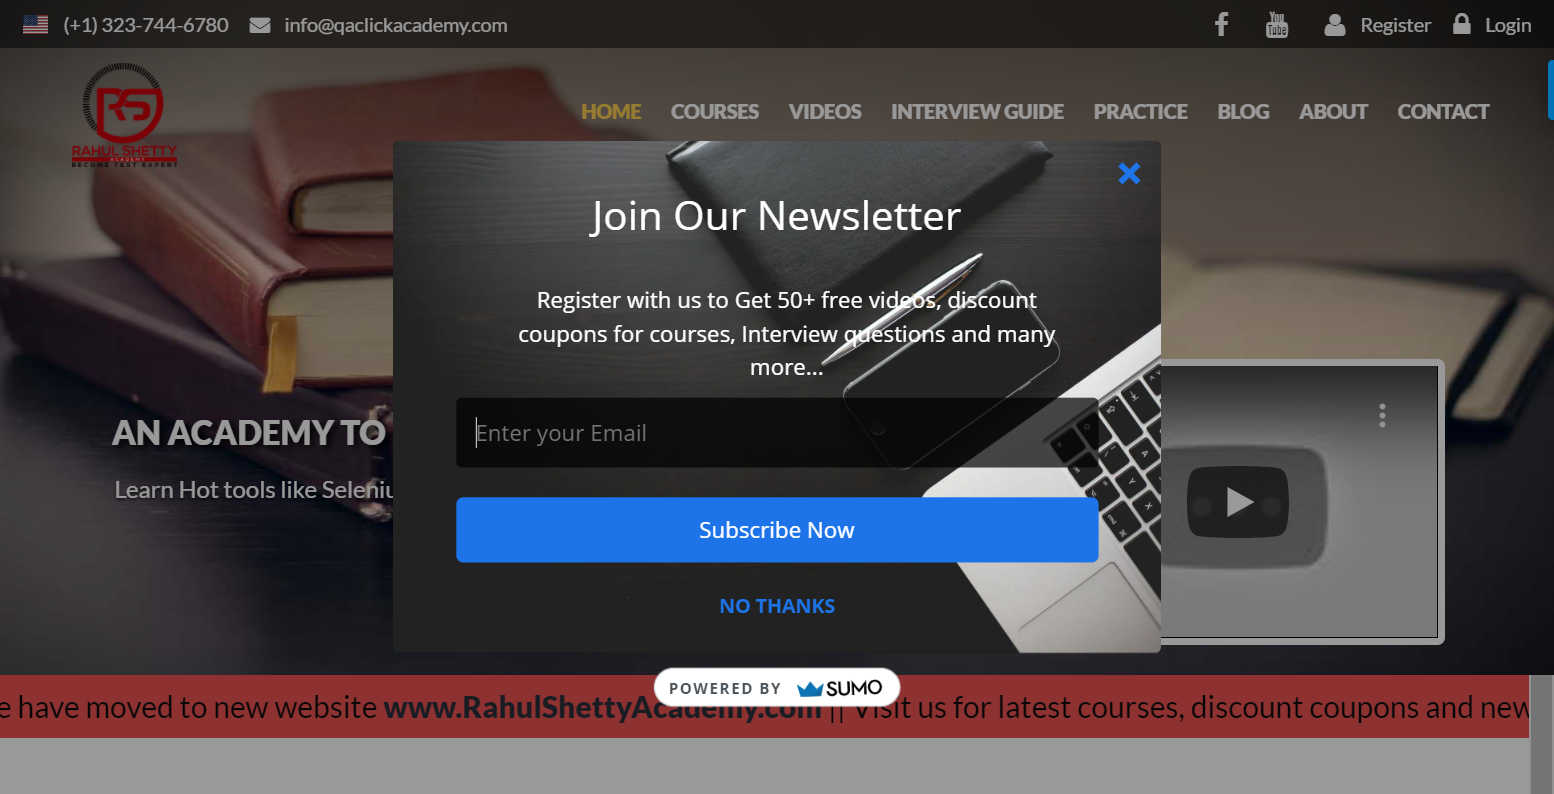 (+1) 323-744-6780 info@qaclickacademy.com Register Login
RS
RAHUL SHETTY
ACADEMY
BECOME TEST EXPERT
HOME COURSES VIDEOS INTERVIEW GUIDE PRACTICE BLOG ABOUT CONTACT
Join Our Newsletter
Register with us to Get 50+ free videos, discount
coupons for courses, Interview questions and many
more...
Enter your Email
Subscribe Now
NO THANKS
AN ACADEMY TO
Learn Hot tools like Seleniu
POWERED BY SUMO
e have moved to new website www.RahulShettyAcademy.com || Visit us for latest courses, discount coupons and new